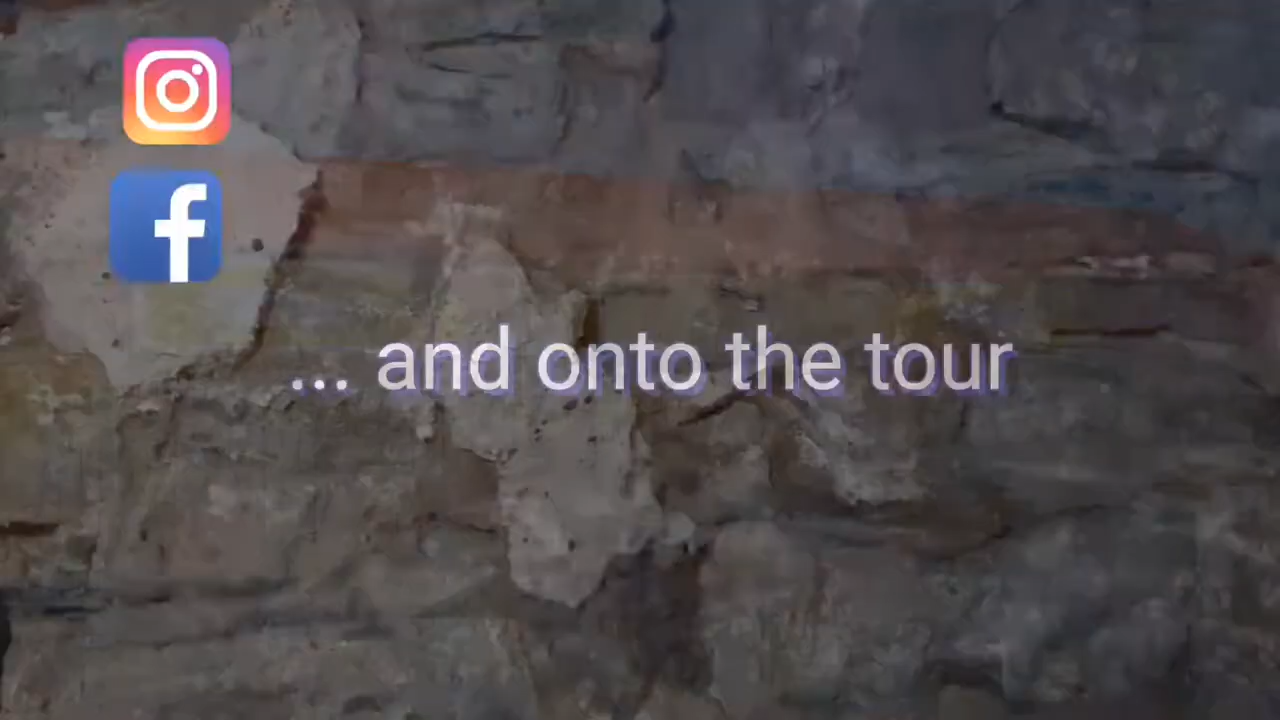 ... and onto the tour